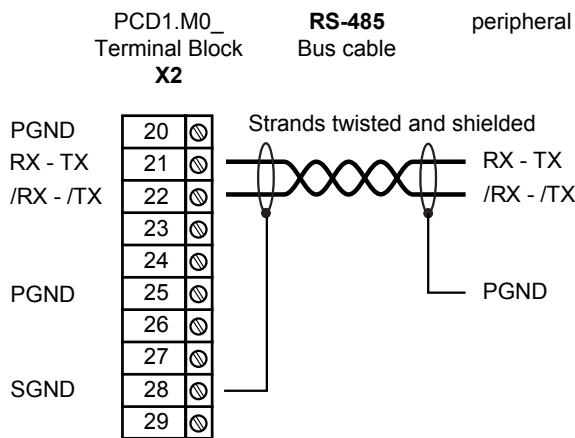 PCD1.M0_ RS-485 peripheral
Terminal Block Bus cable
X2
PGND 20 Strands twisted and shielded
RX - TX 21 RX - TX
/RX - /TX 22 /RX - /TX
23
24
PGND 25 PGND
26
27
SGND 28
29